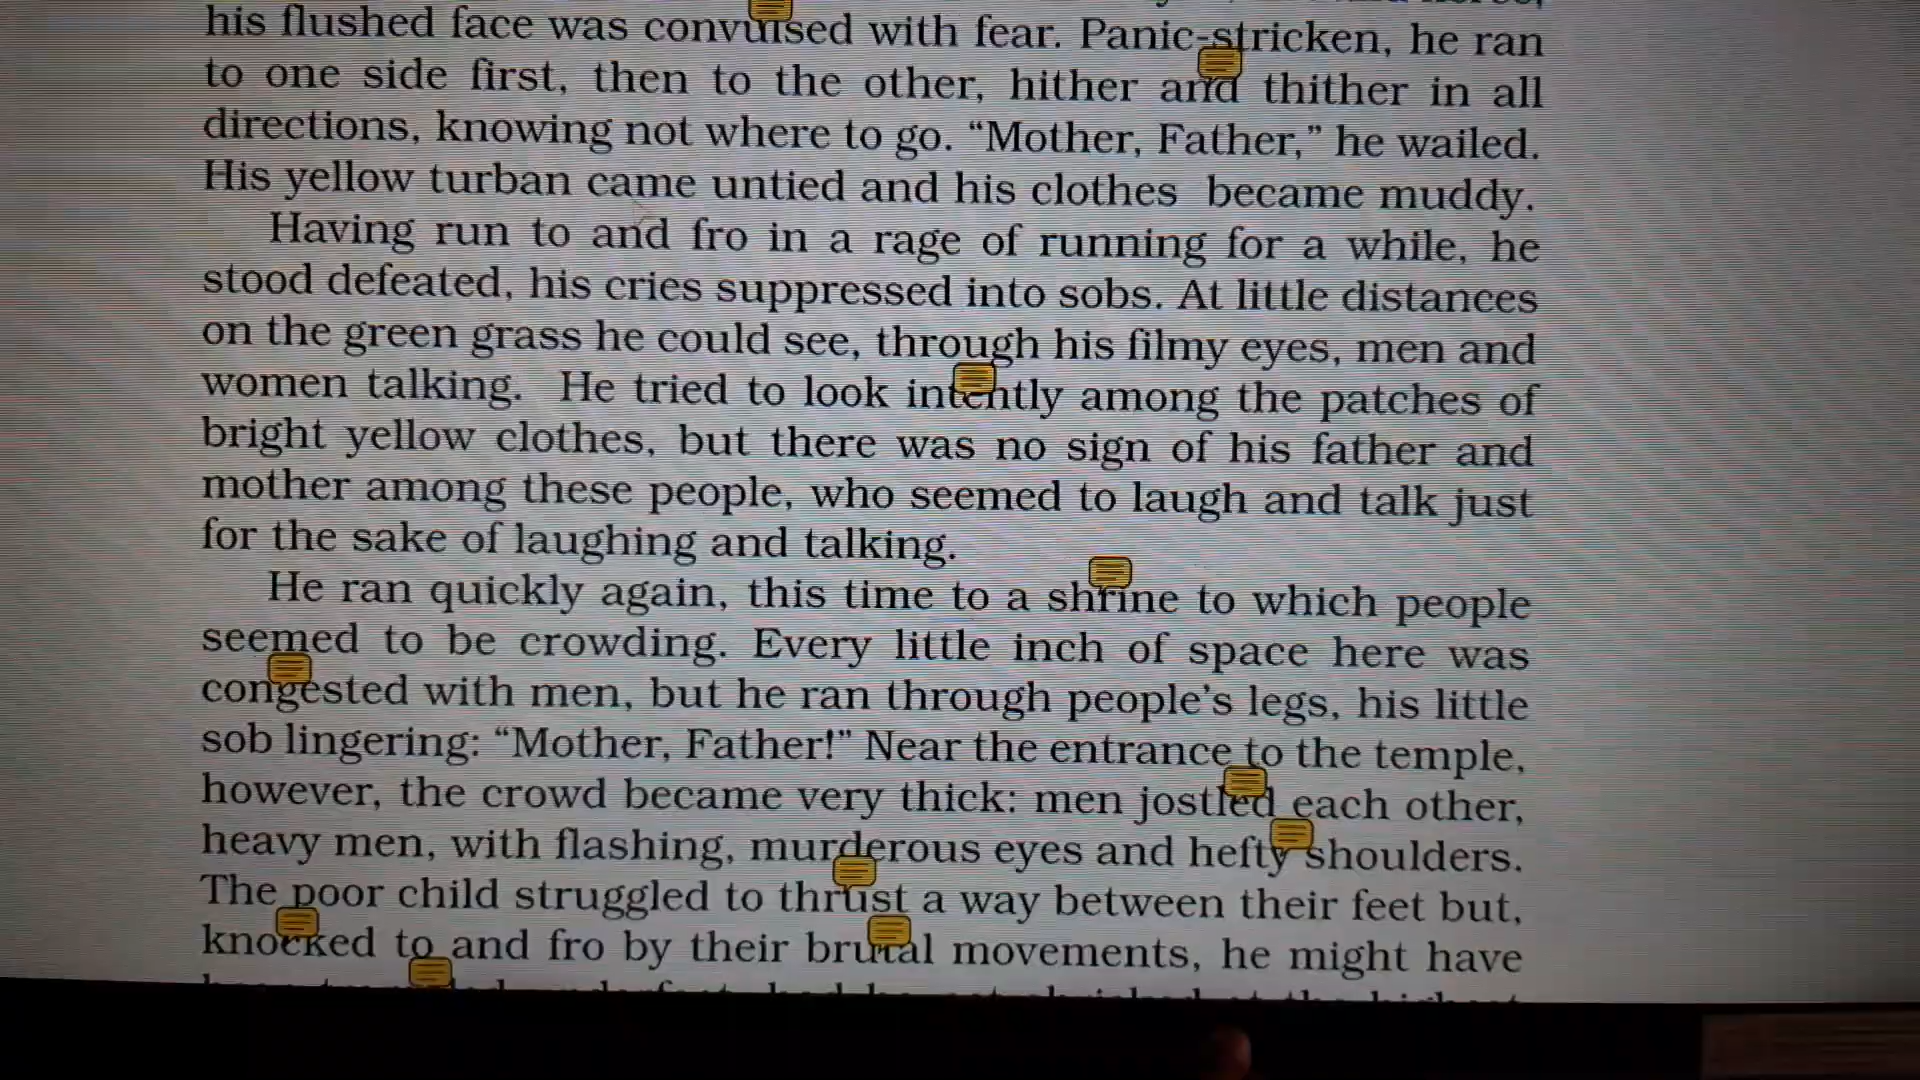 his flushed face was convulsed with fear. Panic-stricken, he ran
to one side first, then to the other, hither and thither in all
directions, knowing not where to go. “Mother, Father,” he wailed.
His yellow turban came untied and his clothes became muddy.
Having run to and fro in a rage of running for a while, he
stood defeated, his cries suppressed into sobs. At little distances
on the green grass he could see, through his filmy eyes, men and
women talking. He tried to look intently among the patches of
bright yellow clothes, but there was no sign of his father and
mother among these people, who seemed to laugh and talk just
for the sake of laughing and talking.
He ran quickly again, this time to a shrine to which people
seemed to be crowding. Every little inch of space here was
congested with men, but he ran through people’s legs, his little
sob lingering: “Mother, Father!” Near the entrance to the temple,
however, the crowd became very thick: men jostled each other,
heavy men, with flashing, murderous eyes and hefty shoulders.
The poor child struggled to thrust a way between their feet but,
knocked to and fro by their brutal movements, he might have